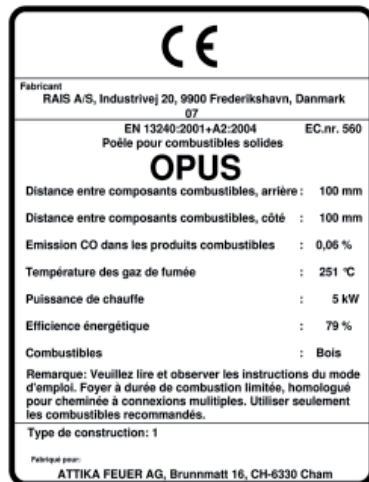 CE
Fabricant
RAIS A/S, Industrivej 20, 9900 Frederikshavn, Danmark
07
EN 13240:2001+A2:2004 EC.nr. 560
Poêle pour combustibles solides
OPUS
Distance entre composants combustibles, arrière : 100 mm
Distance entre composants combustibles, côté : 100 mm
Emission CO dans les produits combustibles : 0,06 %
Température des gaz de fumée : 251 °C
Puissance de chauffe : 5 kW
Efficience énergétique : 79 %
Combustibles : Bois
Remarque: Veuillez lire et observer les instructions du mode
d'emploi. Foyer à durée de combustion limitée, homologué
pour cheminée à connexions mulitiples. Utiliser seulement
les combustibles recommandés.
Type de construction: 1
Fabriqué pour:
ATTIKA FEUER AG, Brunnmatt 16, CH-6330 Cham